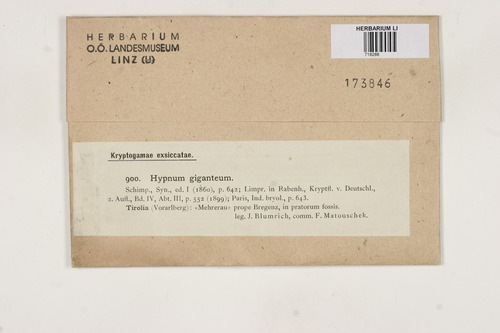 HERBARIUM
O.Ö. LANDESMUSEUM
LINZ (LI)
HERBARIUM LI
718288
173846
Kryptogamae exsiccatae.
900. Hypnum giganteum.
Schimp., Syn., ed. I (1860), p. 642; Limpr. in Rabenh., Kryptfl. v. Deutschl.,
2. Aufl., Bd. IV, Abt. III, p. 552 (1899); Paris, Ind. bryol., p. 643.
Tirolia (Vorarlberg): «Mehrerau» prope Bregenz, in pratorum fossis.
leg. J. Blumrich, comm. F. Matouschek.